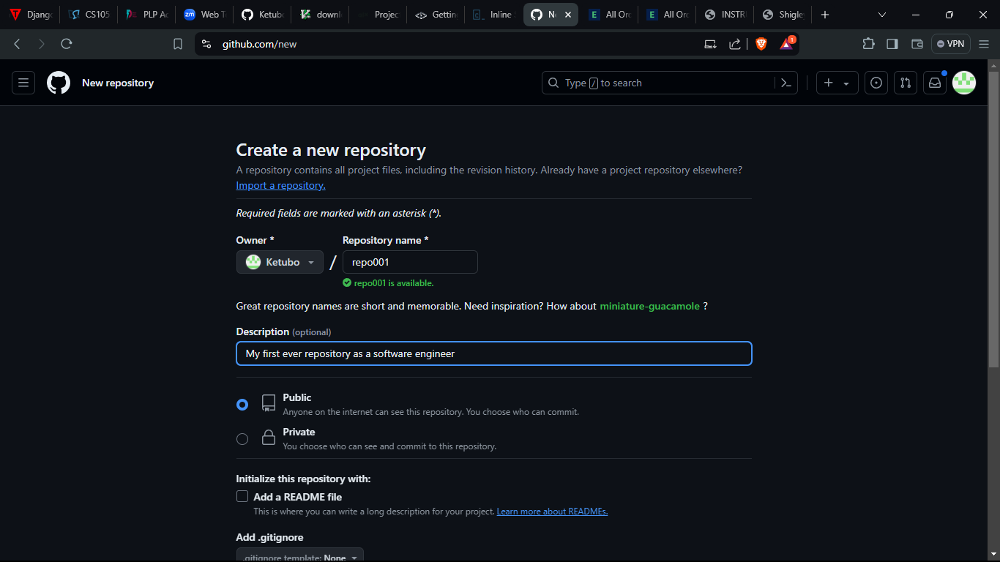 Djang
CS105
PLP A
zm Web T
Ketub
downl
Projec
Gettin
Inline
N
All Or
All Or
INSTR
Shigle
github.com/new
1
VPN
New repository
Type / to search
Create a new repository
A repository contains all project files, including the revision history. Already have a project repository elsewhere?
Import a repository.
Required fields are marked with an asterisk (*).
Owner * Repository name *
Ketubo / repo001
repo001 is available.
Great repository names are short and memorable. Need inspiration? How about miniature-guacamole ?
Description (optional)
My first ever repository as a software engineer
Public
Anyone on the internet can see this repository. You choose who can commit.
Private
You choose who can see and commit to this repository.
Initialize this repository with:
Add a README file
This is where you can write a long description for your project. Learn more about READMEs.
Add .gitignore
.gitignore template: None